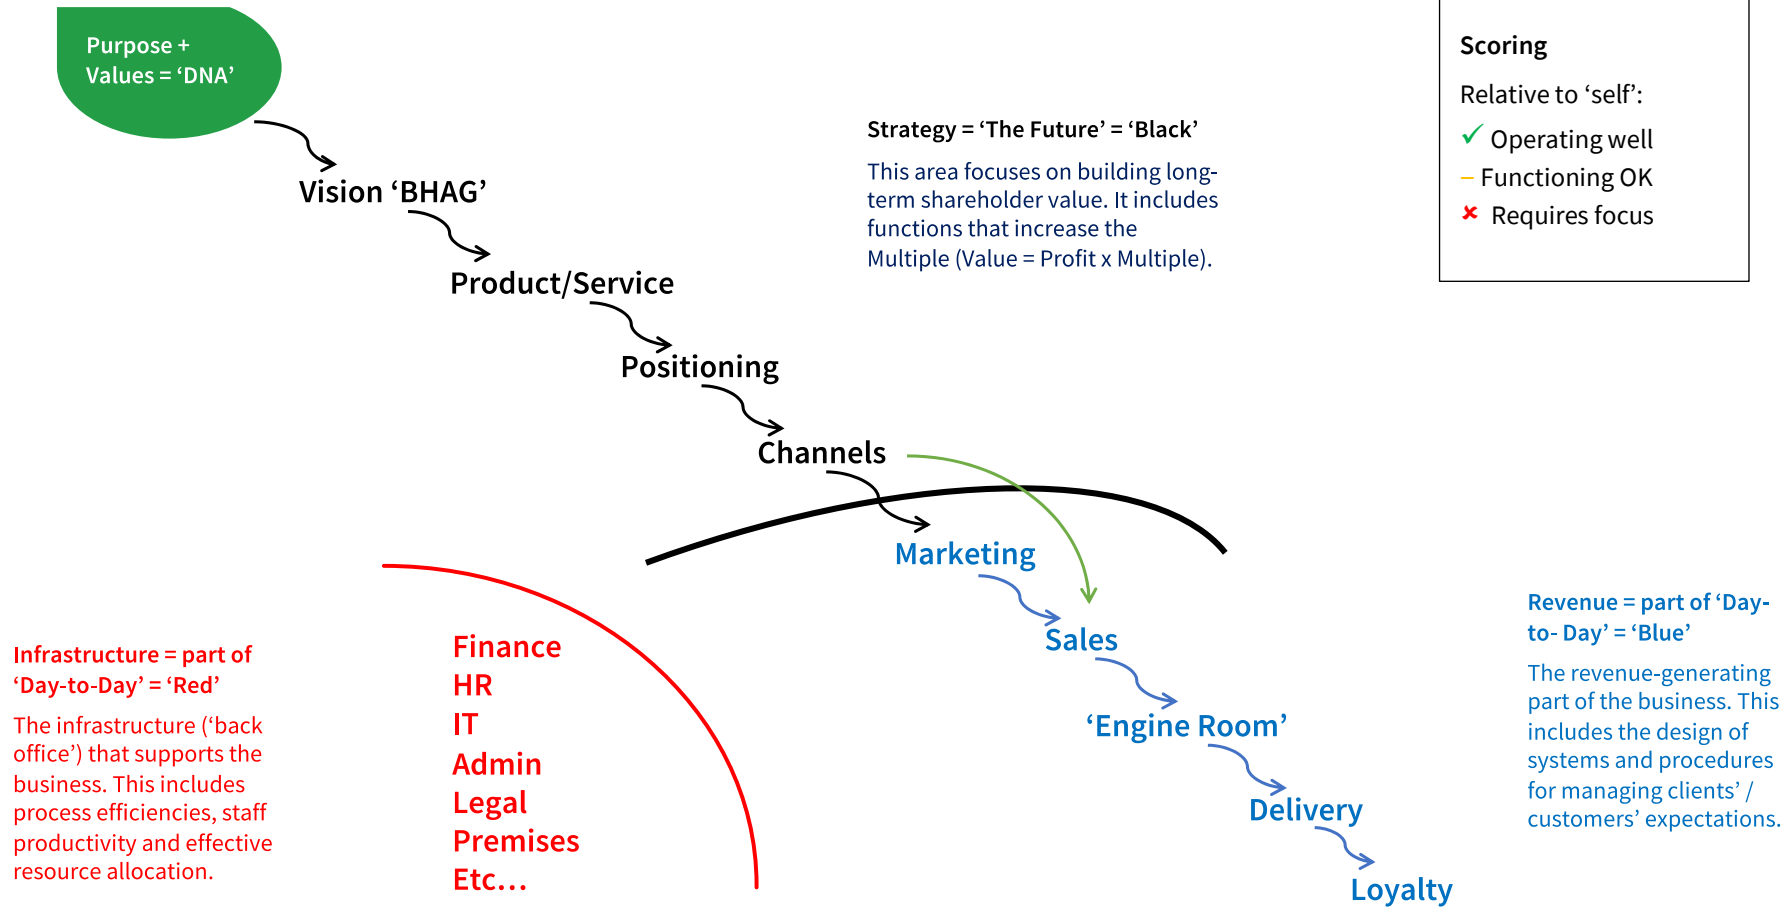 Purpose +
Values = ‘DNA’
Vision ‘BHAG’
Product/Service
Positioning
Channels
Strategy = ‘The Future’ = ‘Black’
This area focuses on building long-
term shareholder value. It includes
functions that increase the
Multiple (Value = Profit x Multiple).
Scoring
Relative to ‘self’:
✓ Operating well
– Functioning OK
✘ Requires focus
Marketing
Sales
‘Engine Room’
Delivery
Loyalty
Infrastructure = part of
‘Day-to-Day’ = ‘Red’
The infrastructure (‘back
office’) that supports the
business. This includes
process efficiencies, staff
productivity and effective
resource allocation.
Finance
HR
IT
Admin
Legal
Premises
Etc…
Revenue = part of ‘Day-
to- Day’ = ‘Blue’
The revenue-generating
part of the business. This
includes the design of
systems and procedures
for managing clients’ /
customers’ expectations.